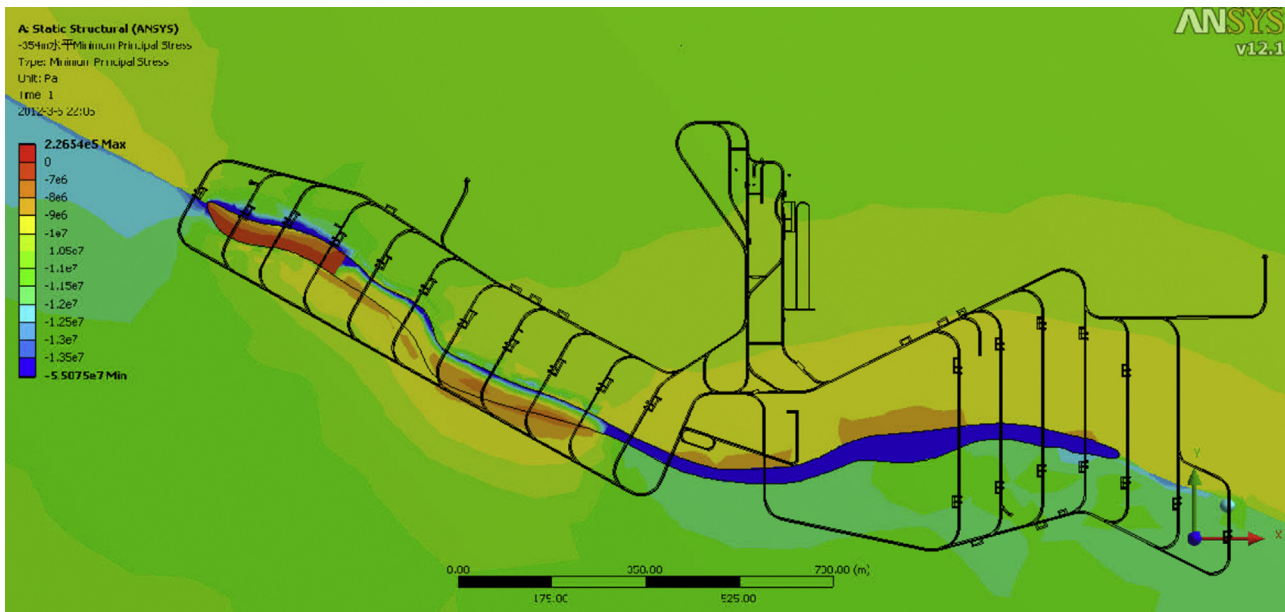 A: Static Structural (ANSYS)
-354m水平Minimum Principal Stress
Type: Minimum Principal Stress
Unit: Pa
Time 1
2012-3-5 22:05
2.2654e5 Max
0
-7e6
-8e6
-9e6
-1e7
-1.05e7
-1.1e7
-1.15e7
-1.2e7
-1.25e7
-1.3e7
-1.35e7
-5.5075e7 Min
ANSYS
v12.1
Y
X
0.00 350.00 700.00 (m)
175.00 525.00